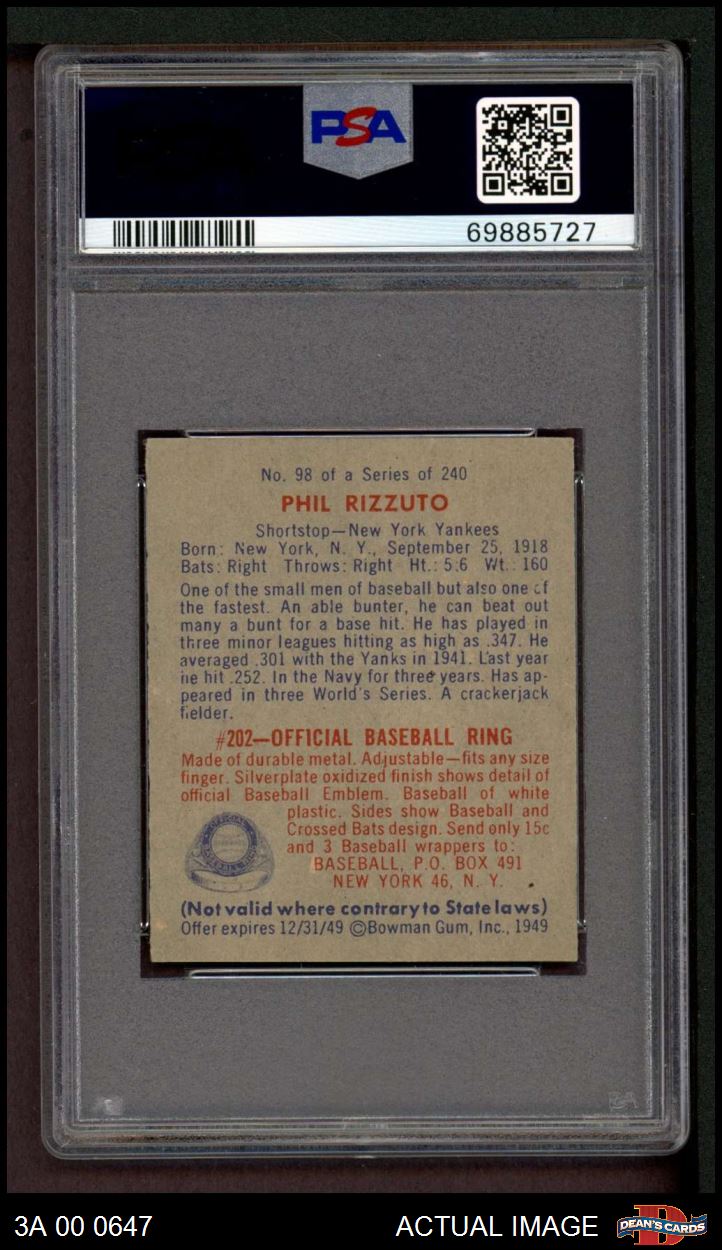 PSA
69885727
No. 98 of a Series of 240
PHIL RIZZUTO
Shortstop—New York Yankees
Born: New York, N. Y., September 25, 1918
Bats: Right Throws: Right Ht.: 5:6 Wt.: 160
One of the small men of baseball but also one of
the fastest. An able bunter, he can beat out
many a bunt for a base hit. He has played in
three minor leagues hitting as high as .347. He
averaged .301 with the Yanks in 1941. Last year
he hit .252. In the Navy for three years. Has ap-
peared in three World's Series. A crackerjack
fielder.
#202—OFFICIAL BASEBALL RING
Made of durable metal. Adjustable—fits any size
finger. Silverplate oxidized finish shows detail of
official Baseball Emblem. Baseball of white
plastic. Sides show Baseball and
Crossed Bats design. Send only 15c
and 3 Baseball wrappers to:
BASEBALL, P.O. BOX 491
NEW YORK 46, N. Y.
OFFICIAL
BASEBALL RING
(Not valid where contrary to State laws)
Offer expires 12/31/49 ©Bowman Gum, Inc., 1949
PSA
3A 00 0647
ACTUAL IMAGE
DEAN'S CARDS